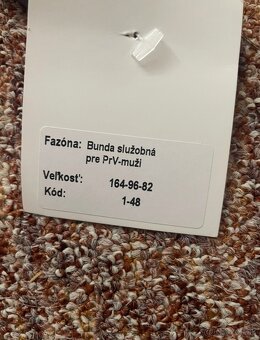 Fazóna: Bunda služobná
pre PrV-muži
Veľkosť: 164-96-82
Kód: 1-48